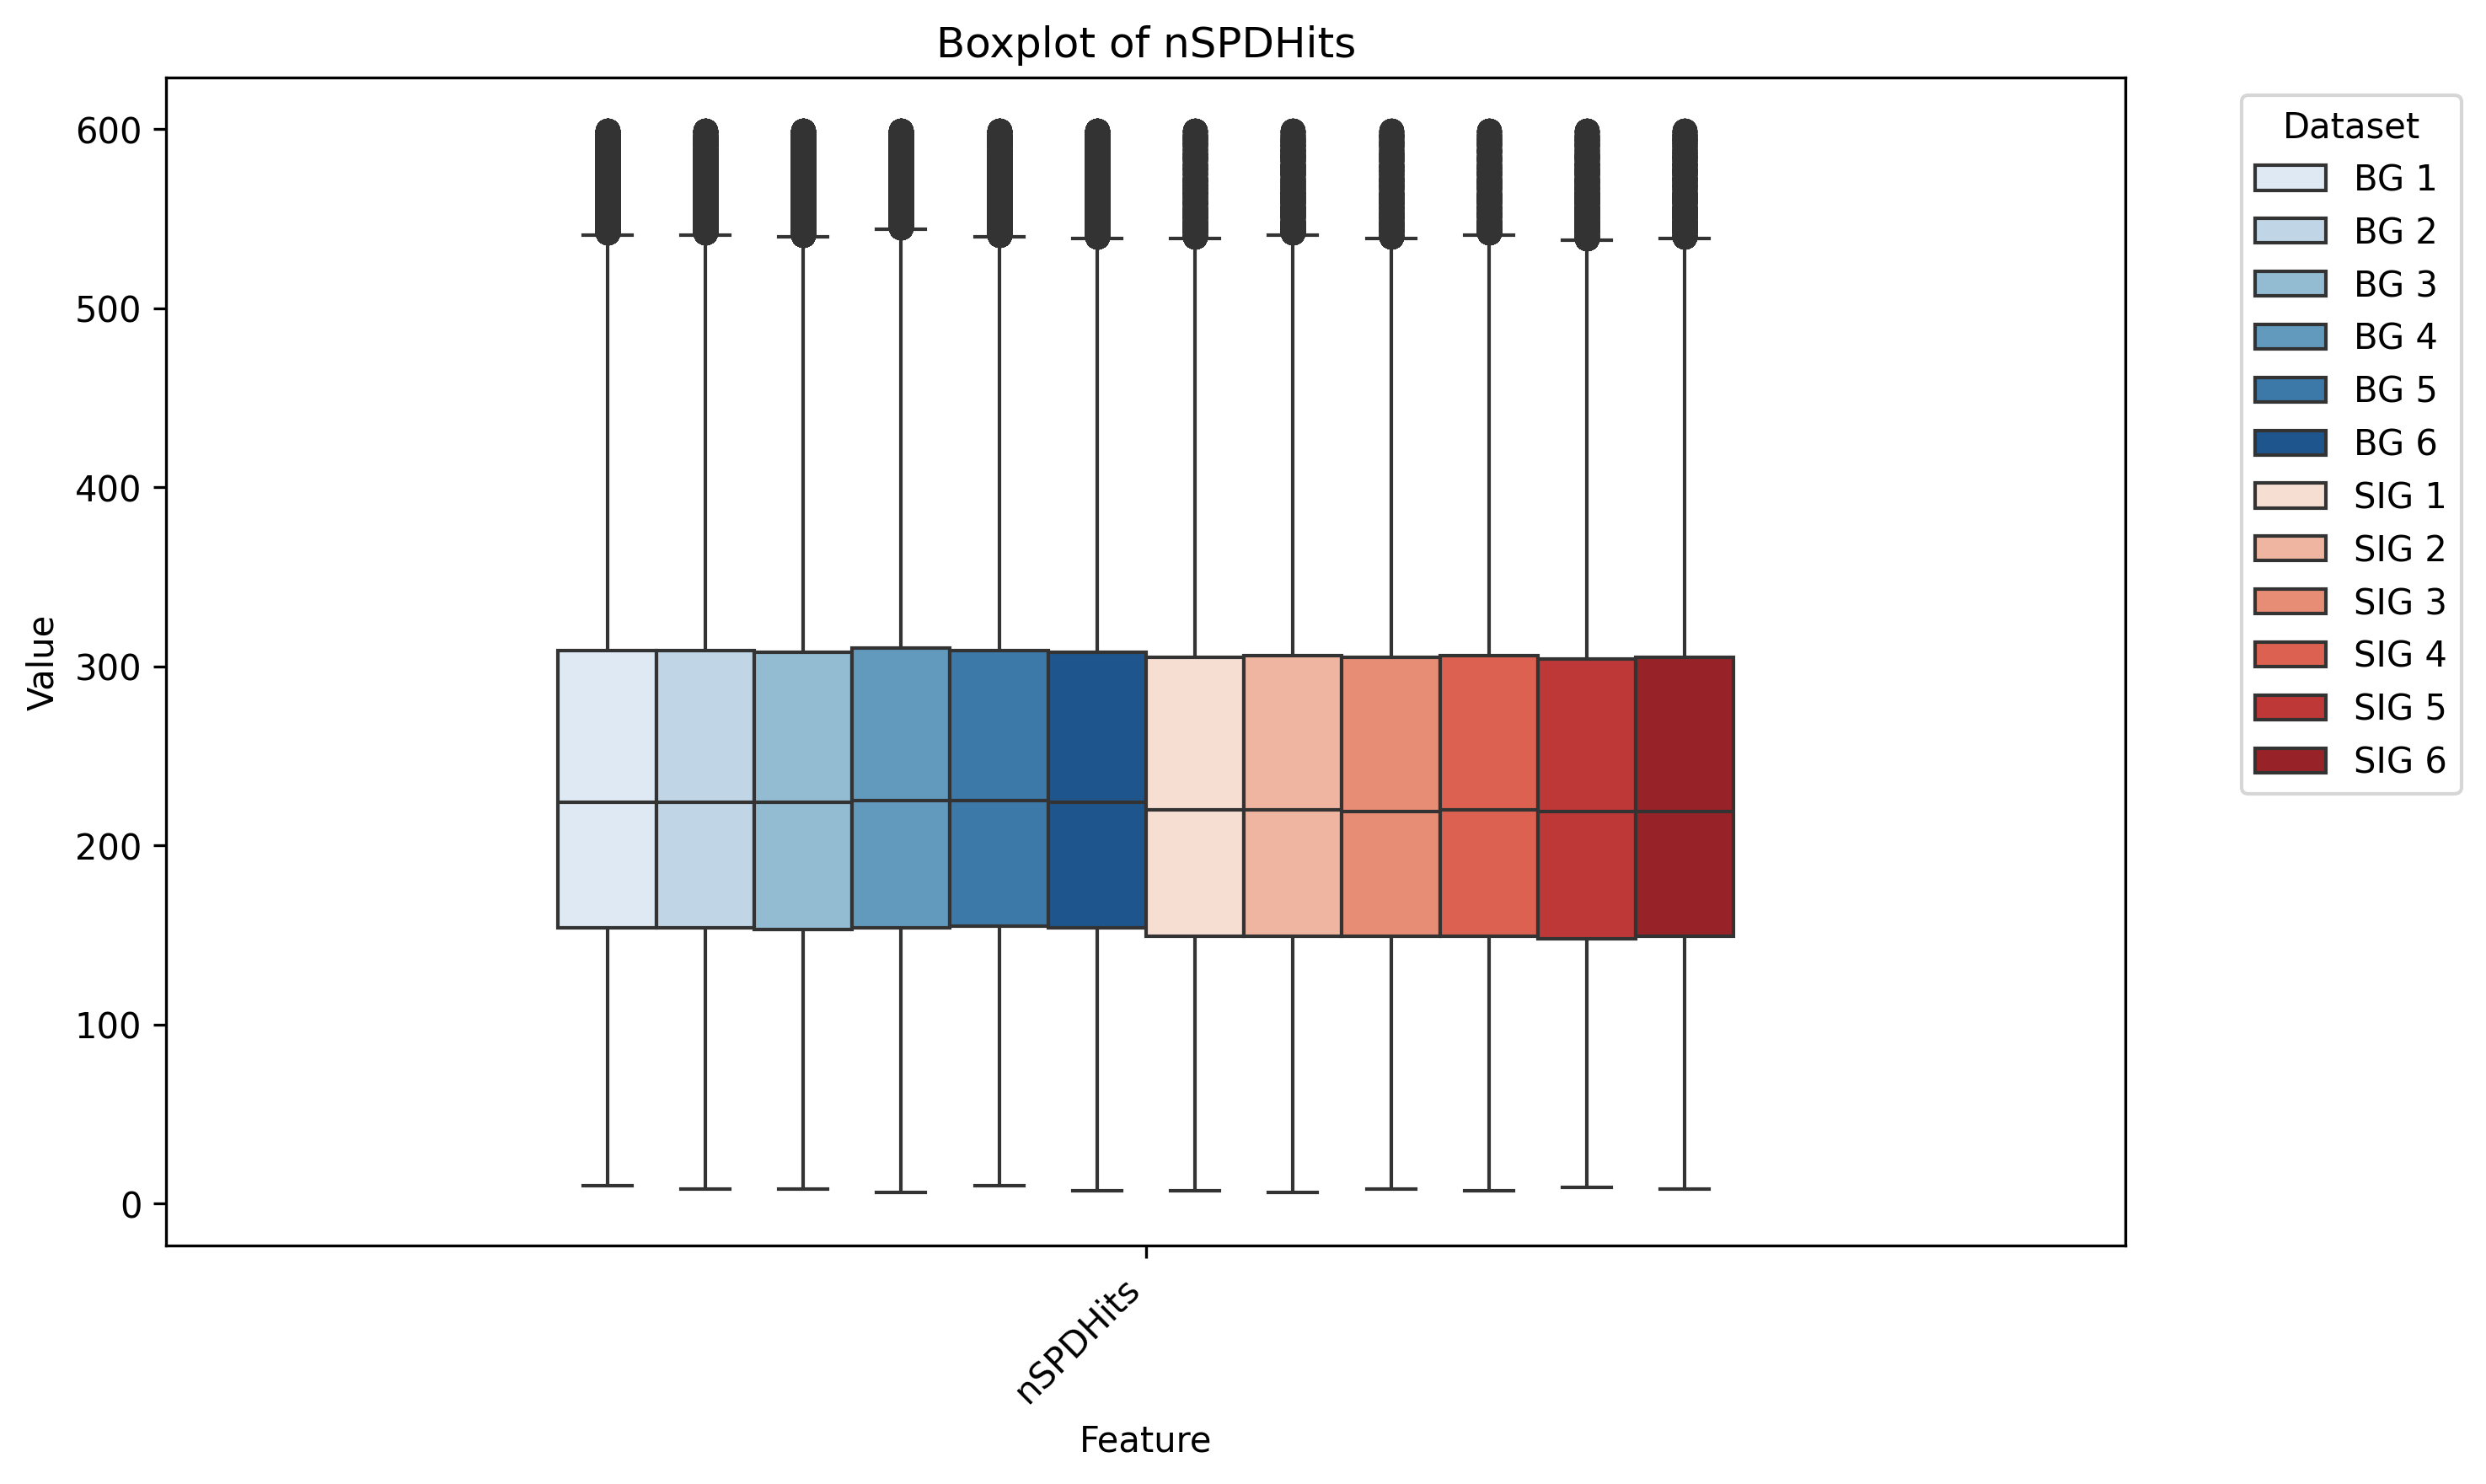 Boxplot of nSPDHits
600
500
400
300
200
100
0
Value
nSPDHits
Feature
Dataset
BG 1
BG 2
BG 3
BG 4
BG 5
BG 6
SIG 1
SIG 2
SIG 3
SIG 4
SIG 5
SIG 6